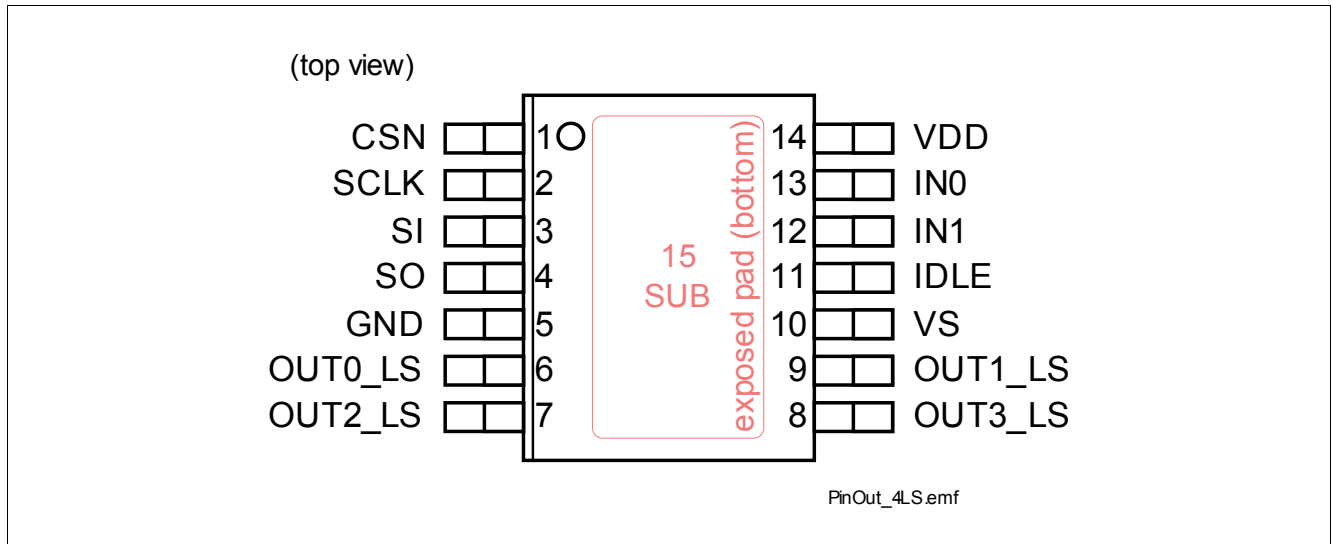 (top view)
CSN 1 14 VDD
SCLK 2 13 IN0
SI 3 12 IN1
SO 4 11 IDLE
GND 5 10 VS
OUT0_LS 6 9 OUT1_LS
OUT2_LS 7 8 OUT3_LS
15
SUB
exposed pad (bottom)
PinOut_4LS.emf